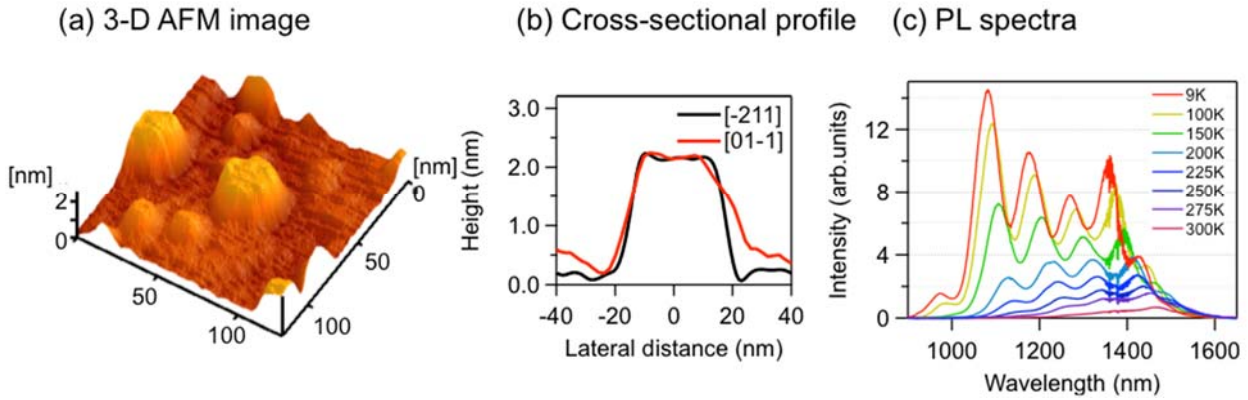 (a) 3-D AFM image
(b) Cross-sectional profile
(c) PL spectra
[nm]
2
0
50
100
[nm]
0
50
100
3.0
2.0
1.0
0.0
Height (nm)
[-211]
[01-1]
-40 -20 0 20 40
Lateral distance (nm)
12
8
4
0
Intensity (arb.units)
9K
100K
150K
200K
225K
250K
275K
300K
1000 1200 1400 1600
Wavelength (nm)